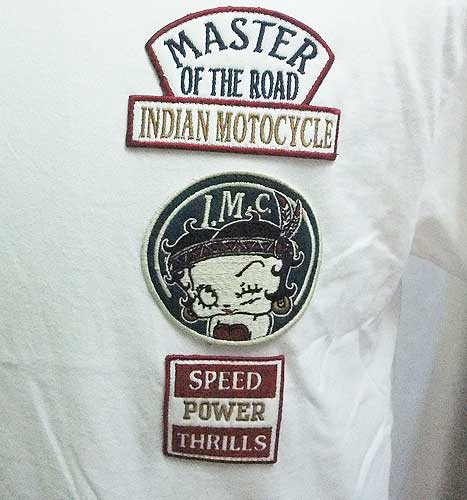 MASTER
OF THE ROAD
INDIAN MOTOCYCLE
I.M.C.
SPEED
POWER
THRILLS